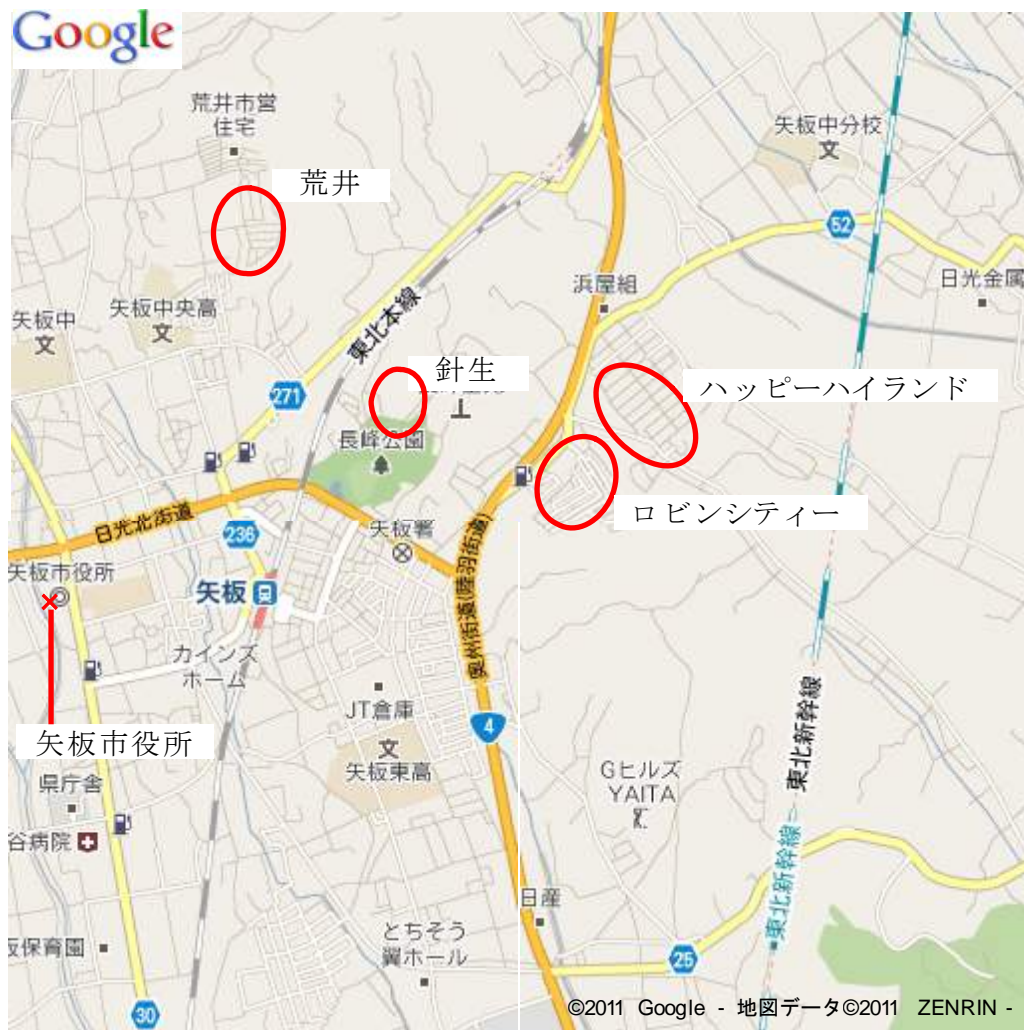 Google
荒井市営
住宅
矢板中分校
文
荒井
52
浜屋組
日光金属
矢板中央高
文
矢板中
文
東北本線
針生
271
ハッピーハイランド
長峰公園
ロビンシティー
日光北街道
236
矢板署
奥州街道(陸羽街道)
矢板市役所
矢板
カインズ
ホーム
JT倉庫
4
矢板市役所
文
矢板東高
Gヒルズ
YAITA
東北新幹線
県庁舎
谷病院
東北新幹線
日産
とちそう
翼ホール
板保育園
25
30
©2011 Google - 地図データ©2011 ZENRIN -